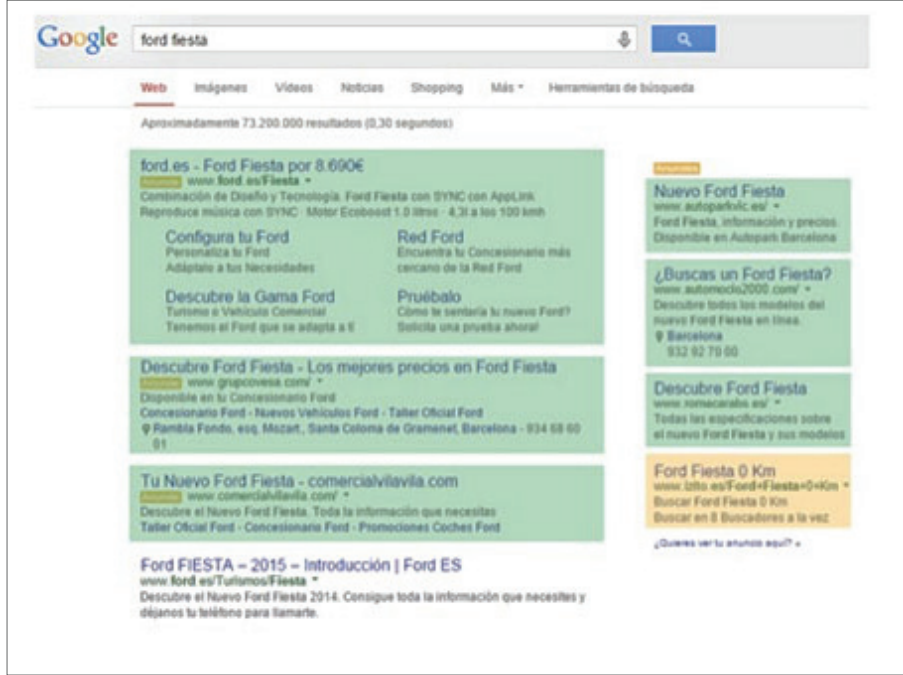 Google
ford fiesta
Web Imágenes Vídeos Noticias Shopping Más Herramientas de búsqueda
Aproximadamente 73.200.000 resultados (0,30 segundos)
ford.es - Ford Fiesta por 8.690€
Anuncio www.ford.es/Fiesta
Combinación de Diseño y Tecnología. Ford Fiesta con SYNC con AppLink
Reproduce música con SYNC · Motor Ecoboost 1.0 litros · 4,3l a los 100 kmh
Configura tu Ford
Personaliza tu Ford
Adáptalo a tus Necesidades
Red Ford
Encuentra tu Concesionario más
cercano de la Red Ford
Descubre la Gama Ford
Turismo o Vehículo Comercial
Tenemos el Ford que se adapta a ti
Pruébalo
Cómo te sentaría tu nuevo Ford?
Solicita una prueba ahora!
Descubre Ford Fiesta - Los mejores precios en Ford Fiesta
Anuncio www.grupcovesa.com/
Disponible en tu Concesionario Ford
Concesionario Ford - Nuevos Vehículos Ford - Taller Oficial Ford
Rambla Fondo, esq. Mozart., Santa Coloma de Gramenet, Barcelona - 934 68 60
01
Tu Nuevo Ford Fiesta - comercialvilavila.com
Anuncio www.comercialvilavila.com/
Descubre el Nuevo Ford Fiesta. Toda la información que necesitas
Taller Oficial Ford - Concesionario Ford - Promociones Coches Ford
Ford FIESTA – 2015 – Introducción | Ford ES
www.ford.es/Turismos/Fiesta
Descubre el Nuevo Ford Fiesta 2014. Consigue toda la información que necesites y
déjanos tu teléfono para llamarte.
Anuncios
Nuevo Ford Fiesta
www.autoparkvic.es/
Ford Fiesta, información y precios.
Disponible en Autopark Barcelona
¿Buscas un Ford Fiesta?
www.automoclo2000.com/
Descubre todos los modelos del
nuevo Ford Fiesta en línea.
Barcelona
932 92 79 00
Descubre Ford Fiesta
www.romacarabs.es/
Todas las especificaciones sobre
el nuevo Ford Fiesta y sus modelos
Ford Fiesta 0 Km
www.izito.es/Ford+Fiesta+0+Km
Buscar Ford Fiesta 0 Km
Buscar en 8 Buscadores a la vez
¿Quieres ver tu anuncio aquí? »